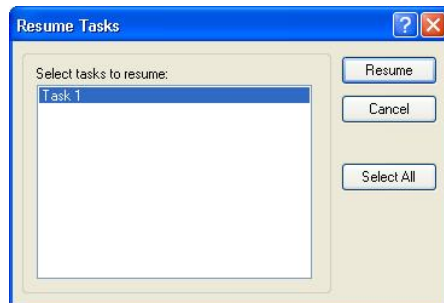 Resume Tasks
Select tasks to resume:
Task 1
Resume
Cancel
Select All